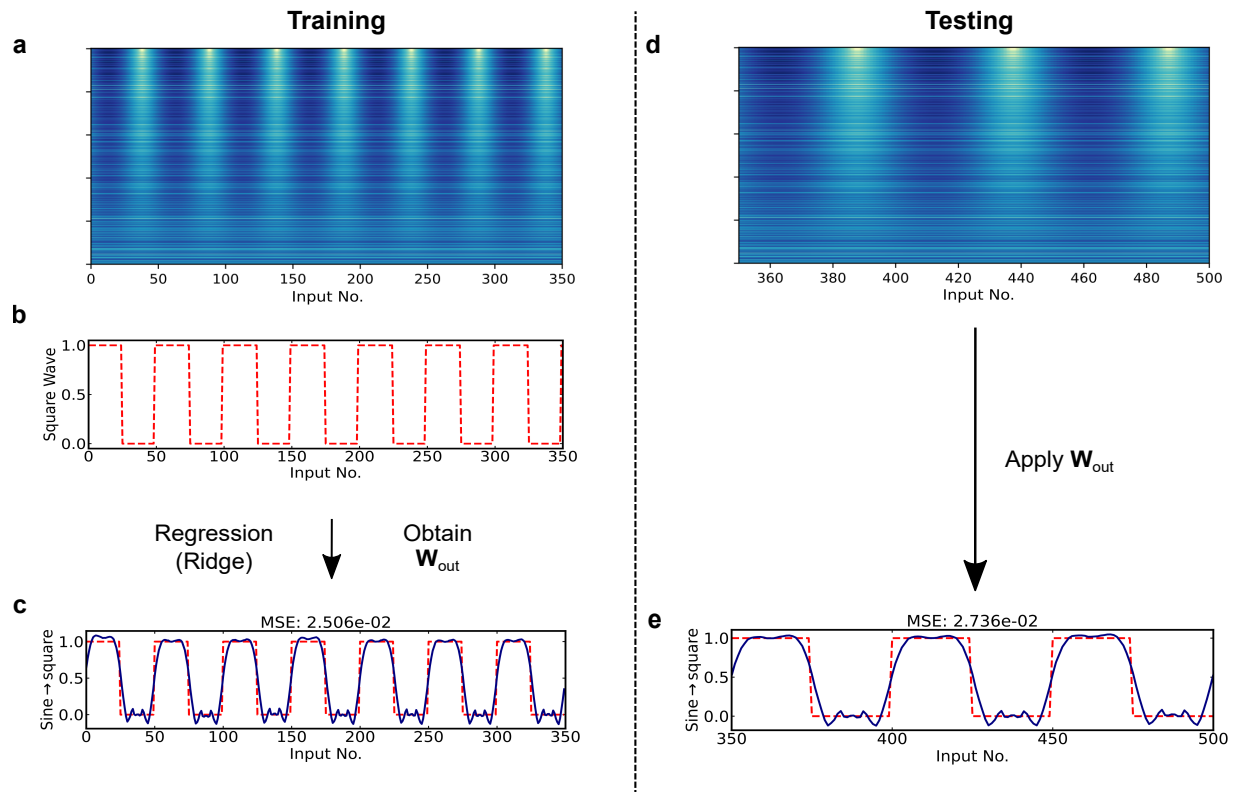 Training
a
0 50 100 150 200 250 300 350
Input No.
b
Square Wave
1.0
0.5
0.0
0 50 100 150 200 250 300 350
Input No.
Regression
(Ridge)
Obtain
W_out
c
MSE: 2.506e-02
Sine → square
1.0
0.5
0.0
0 50 100 150 200 250 300 350
Input No.
Testing
d
360 380 400 420 440 460 480 500
Input No.
Apply W_out
e
MSE: 2.736e-02
Sine → square
1.0
0.5
0.0
350 400 450 500
Input No.